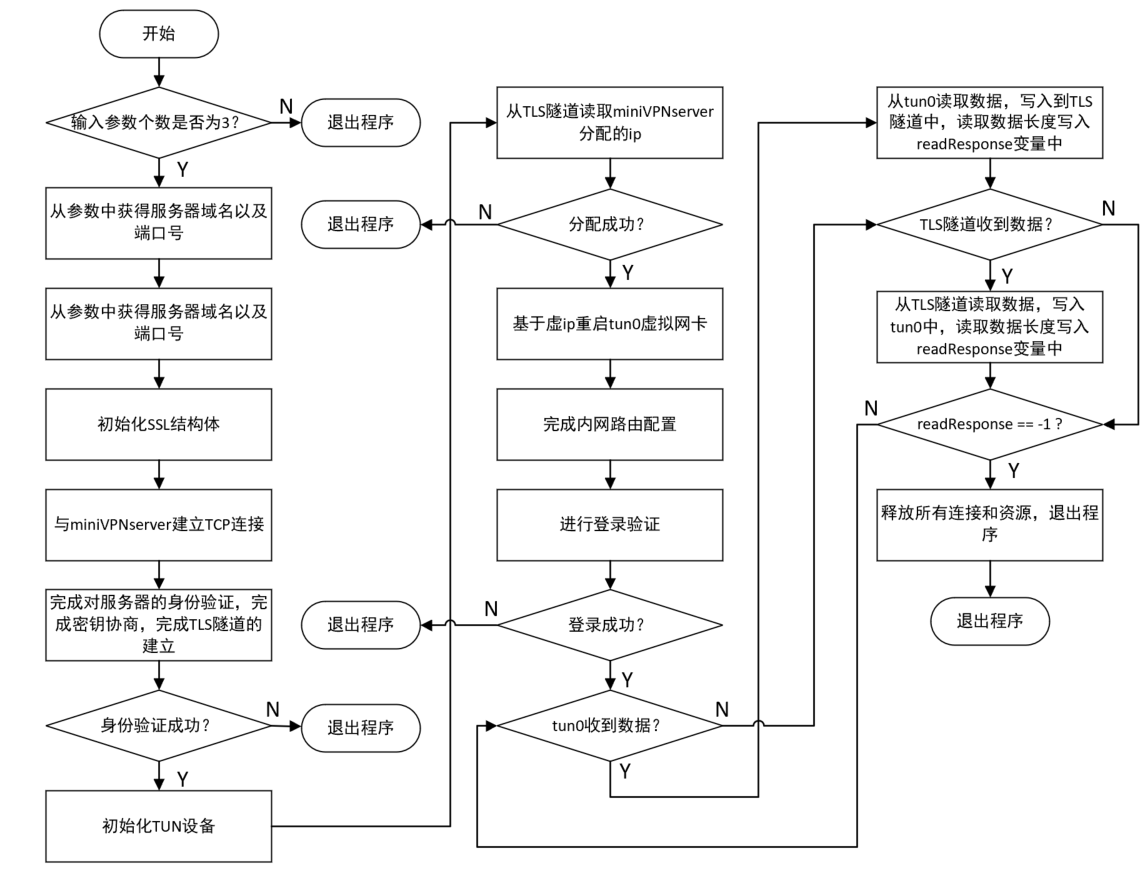 开始
输入参数个数是否为3？
N
退出程序
Y
从参数中获得服务器域名以及
端口号
从参数中获得服务器域名以及
端口号
初始化SSL结构体
与miniVPNserver建立TCP连接
完成对服务器的身份验证，完
成密钥协商，完成TLS隧道的
建立
身份验证成功？
N
退出程序
Y
初始化TUN设备
从TLS隧道读取miniVPNserver
分配的ip
分配成功？
N
退出程序
Y
基于虚ip重启tun0虚拟网卡
完成内网路由配置
进行登录验证
登录成功？
N
退出程序
Y
tun0收到数据？
N
Y
从tun0读取数据，写入到TLS
隧道中，读取数据长度写入
readResponse变量中
TLS隧道收到数据？
N
Y
从TLS隧道读取数据，写入
tun0中，读取数据长度写入
readResponse变量中
readResponse == -1 ?
N
Y
释放所有连接和资源，退出程
序
退出程序